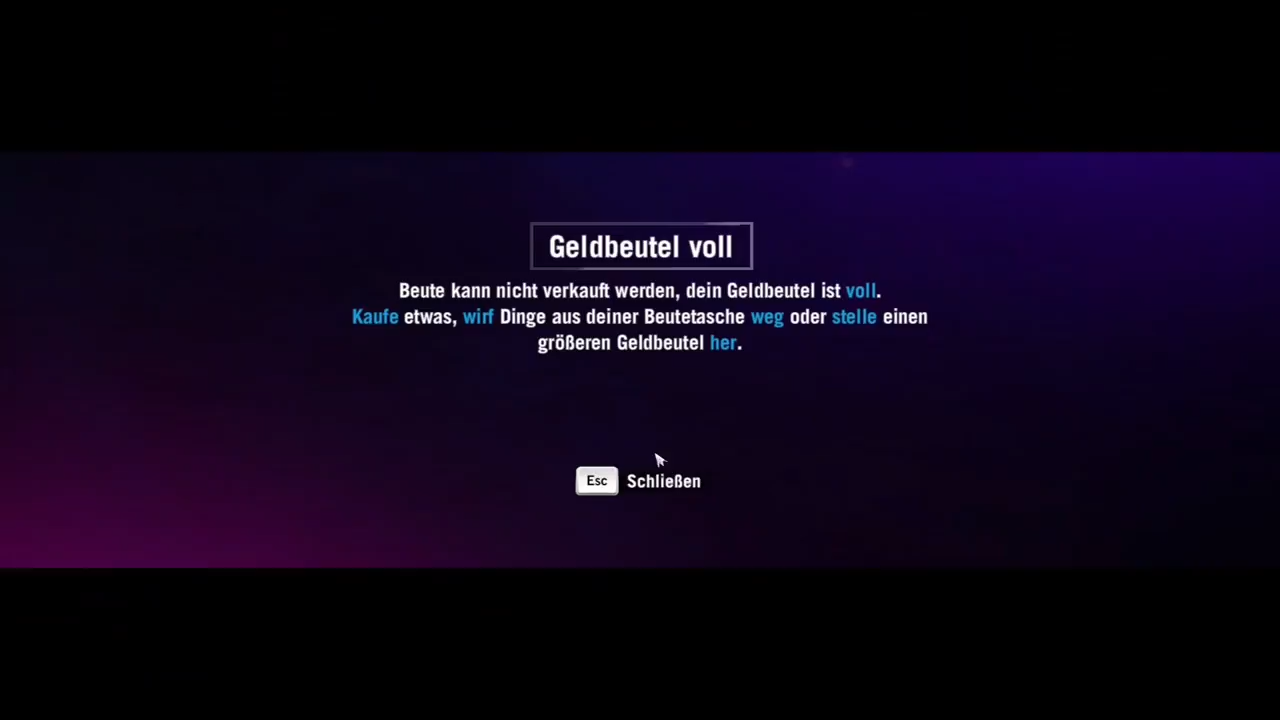 Geldbeutel voll
Beute kann nicht verkauft werden, dein Geldbeutel ist voll.
Kaufe etwas, wirf Dinge aus deiner Beutetasche weg oder stelle einen
größeren Geldbeutel her.
Esc Schließen